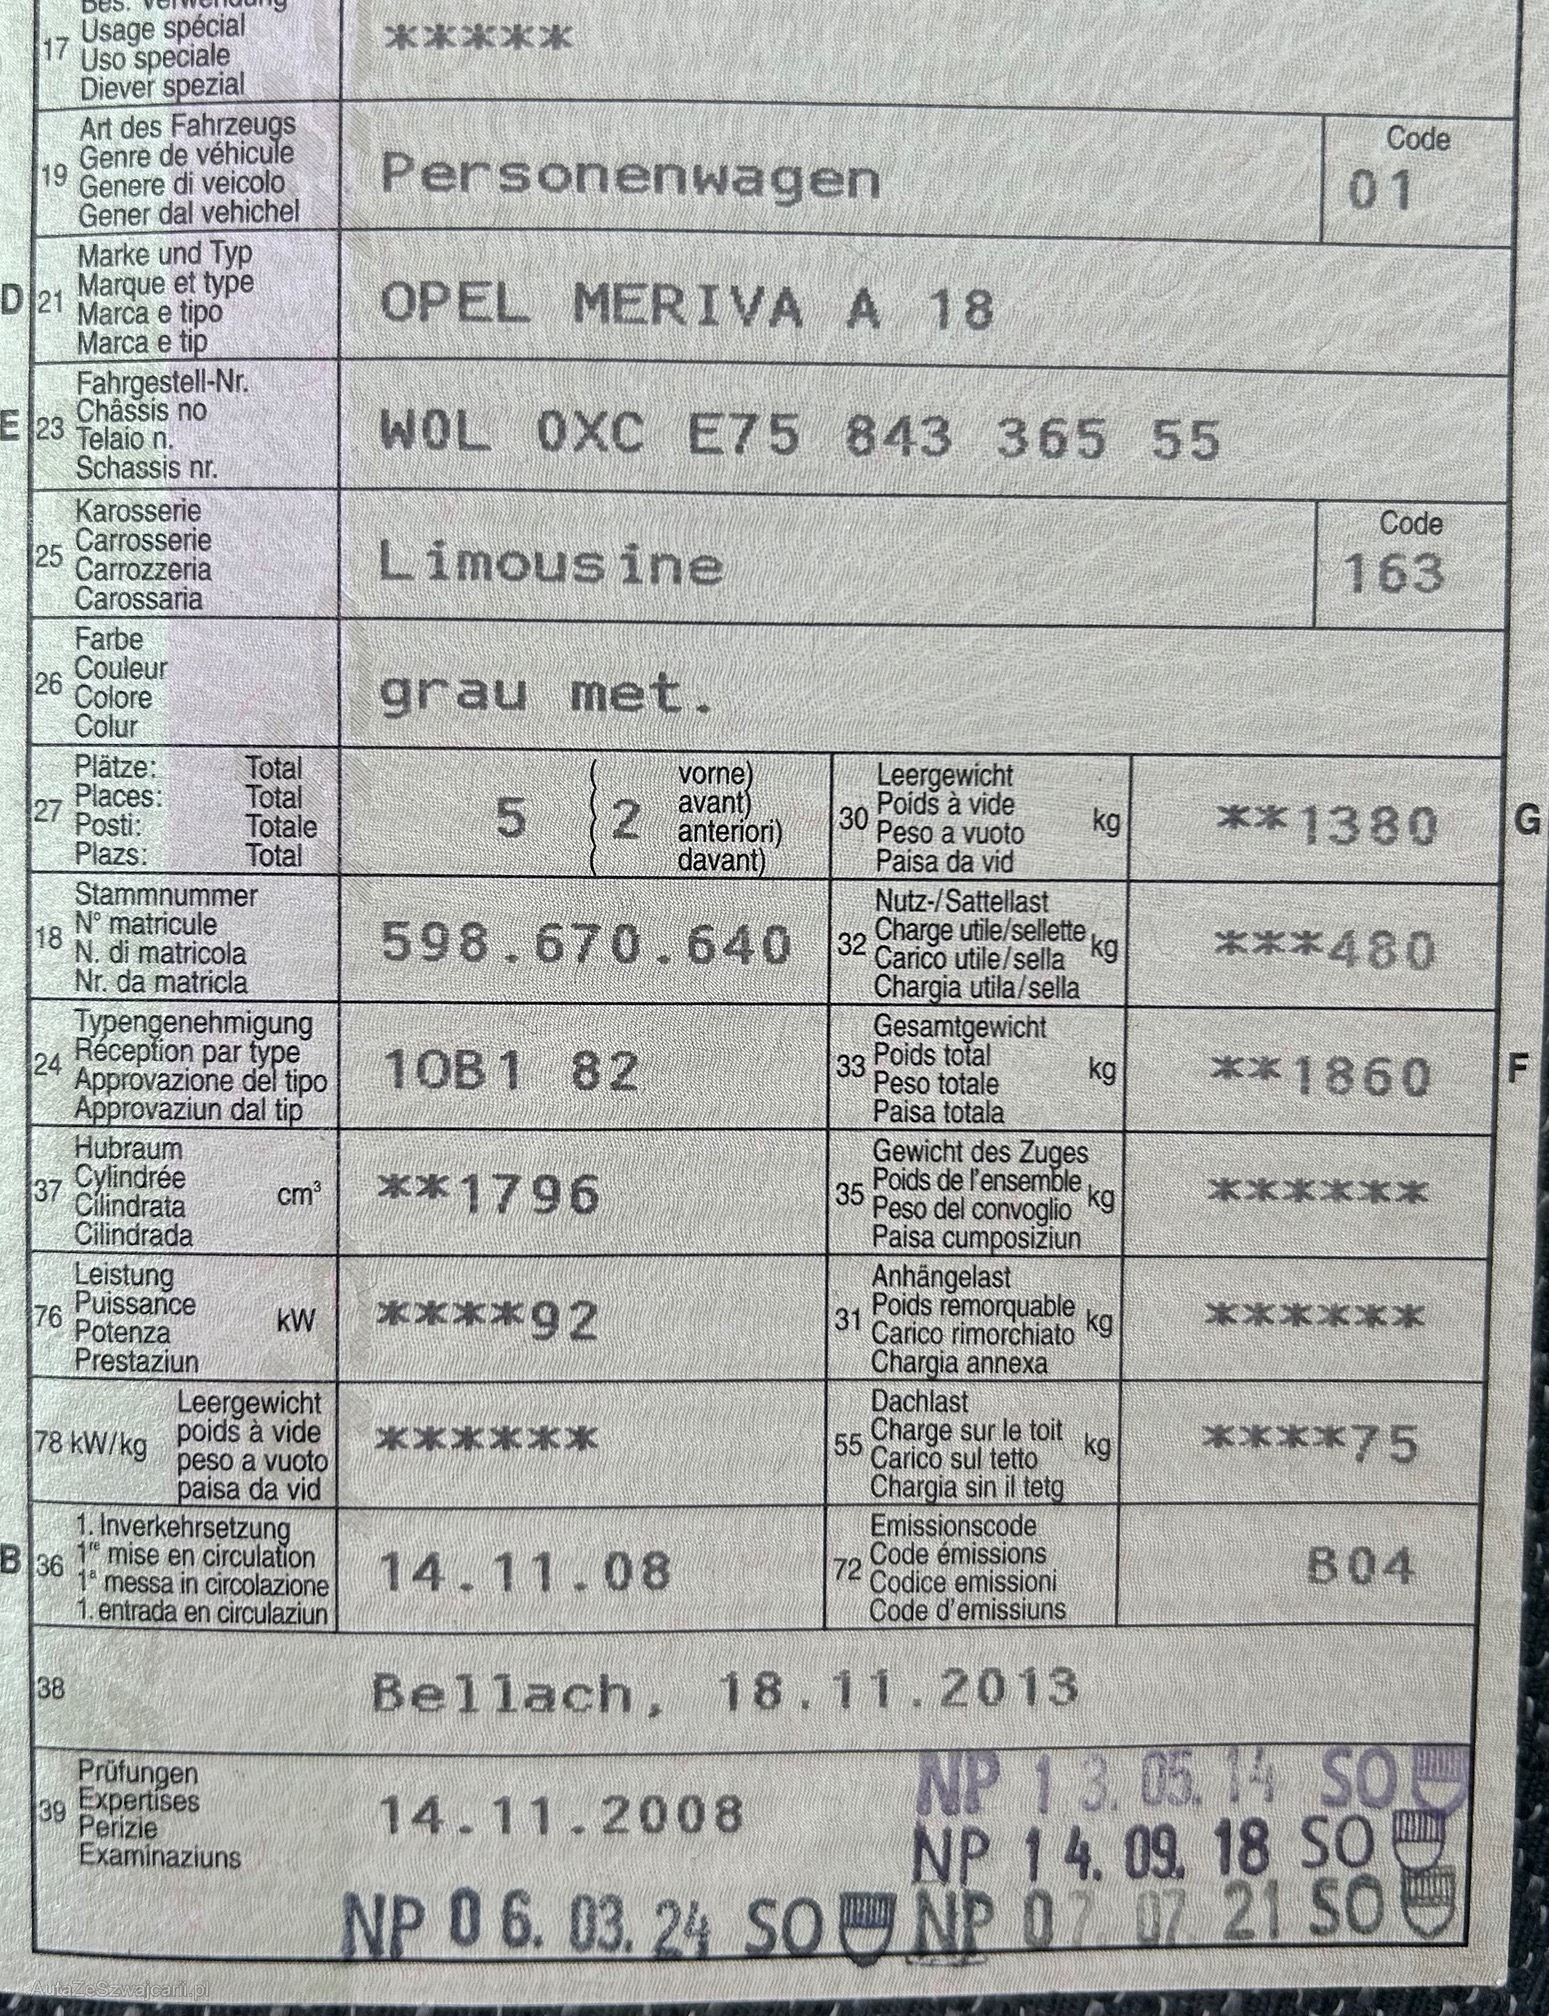 Bes. Verwendung
17 Usage spécial *****
Uso speciale
Diever spezial
19 Art des Fahrzeugs
Genre de véhicule
Genere di veicolo
Gener dal vehichel
Personenwagen
Code
01
D 21 Marke und Typ
Marque et type
Marca e tipo
Marca e tip
OPEL MERIVA A 18
E 23 Fahrgestell-Nr.
Châssis no
Telaio n.
Schassis nr.
W0L 0XC E75 843 365 55
25 Karosserie
Carrosserie
Carrozzeria
Carossaria
Limousine
Code
163
26 Farbe
Couleur
Colore
Colur
grau met.
27 Plätze: Total
Places: Total
Posti: Totale
Plazs: Total
5 ( 2 vorne)
avant)
anteriori)
( davant)
30 Leergewicht
Poids à vide
Peso a vuoto
Paisa da vid
kg
**1380
G
18 Stammnummer
N° matricule
N. di matricola
Nr. da matricla
598.670.640
32 Nutz-/Sattellast
Charge utile/sellette
Carico utile/sella
Chargia utila/sella
kg
***480
24 Typengenehmigung
Réception par type
Approvazione del tipo
Approvaziun dal tip
1OB1 82
33 Gesamtgewicht
Poids total
Peso totale
Paisa totala
kg
**1860
F
37 Hubraum
Cylindrée
Cilindrata
Cilindrada
cm³
**1796
35 Gewicht des Zuges
Poids de l'ensemble
Peso del convoglio
Paisa cumposiziun
kg
******
76 Leistung
Puissance
Potenza
Prestaziun
kW
****92
31 Anhängelast
Poids remorquable
Carico rimorchiato
Chargia annexa
kg
******
78 kW/kg
Leergewicht
poids à vide
peso a vuoto
paisa da vid
******
55 Dachlast
Charge sur le toit
Carico sul tetto
Chargia sin il tetg
kg
****75
B 36 1. Inverkehrsetzung
1re mise en circulation
1a messa in circolazione
1. entrada en circulaziun
14.11.08
72 Emissionscode
Code émissions
Codice emissioni
Code d'emissiuns
B04
38 Bellach, 18.11.2013
39 Prüfungen
Expertises
Perizie
Examinaziuns
14.11.2008
NP 13.05.14 SO
NP 14.09.18 SO
NP 06.03.24 SO
NP 07.07.21 SO
AutaZeSzwajcarii.pl